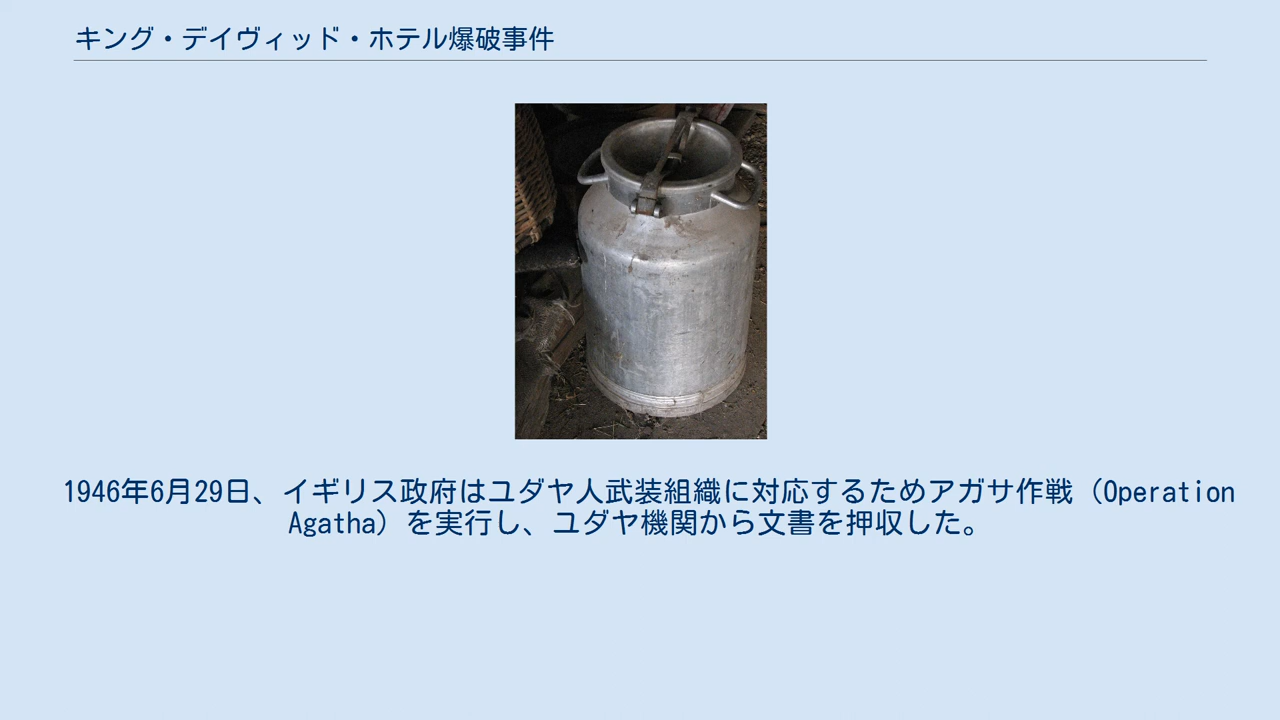 キング・デイヴィッド・ホテル爆破事件
1946年6月29日、イギリス政府はユダヤ人武装組織に対応するためアガサ作戦（Operation
Agatha）を実行し、ユダヤ機関から文書を押収した。